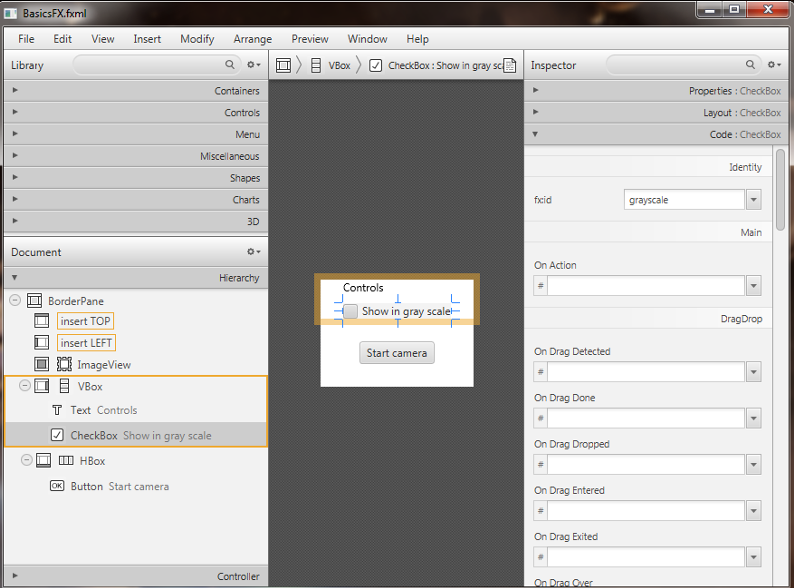 BasicsFX.fxml
File Edit View Insert Modify Arrange Preview Window Help
Library
Containers
Controls
Menu
Miscellaneous
Shapes
Charts
3D
Document
Hierarchy
BorderPane
insert TOP
insert LEFT
ImageView
VBox
T Text Controls
CheckBox Show in gray scale
HBox
OK Button Start camera
Controller
VBox CheckBox : Show in gray sc
Controls
Show in gray scale
Start camera
Inspector
Properties : CheckBox
Layout : CheckBox
Code : CheckBox
Identity
fx:id grayscale
Main
On Action
#
DragDrop
On Drag Detected
#
On Drag Done
#
On Drag Dropped
#
On Drag Entered
#
On Drag Exited
#
On Drag Over